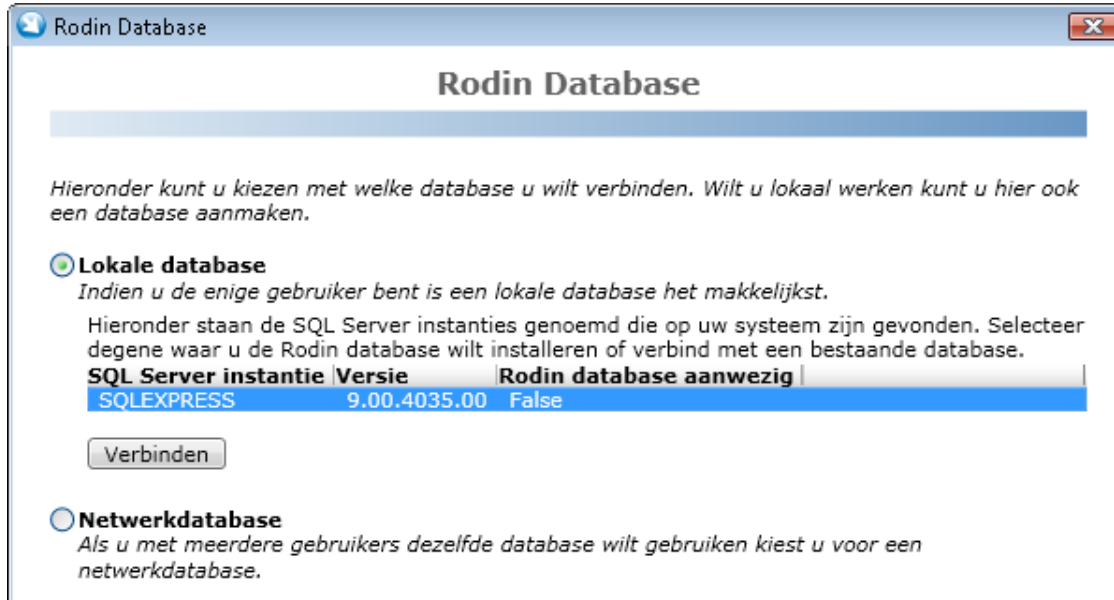 Rodin Database
Rodin Database
Hieronder kunt u kiezen met welke database u wilt verbinden. Wilt u lokaal werken kunt u hier ook
een database aanmaken.
Lokale database
Indien u de enige gebruiker bent is een lokale database het makkelijkst.
Hieronder staan de SQL Server instanties genoemd die op uw systeem zijn gevonden. Selecteer
degene waar u de Rodin database wilt installeren of verbind met een bestaande database.
SQL Server instantie Versie Rodin database aanwezig
SQLEXPRESS 9.00.4035.00 False
Verbinden
Netwerkdatabase
Als u met meerdere gebruikers dezelfde database wilt gebruiken kiest u voor een
netwerkdatabase.